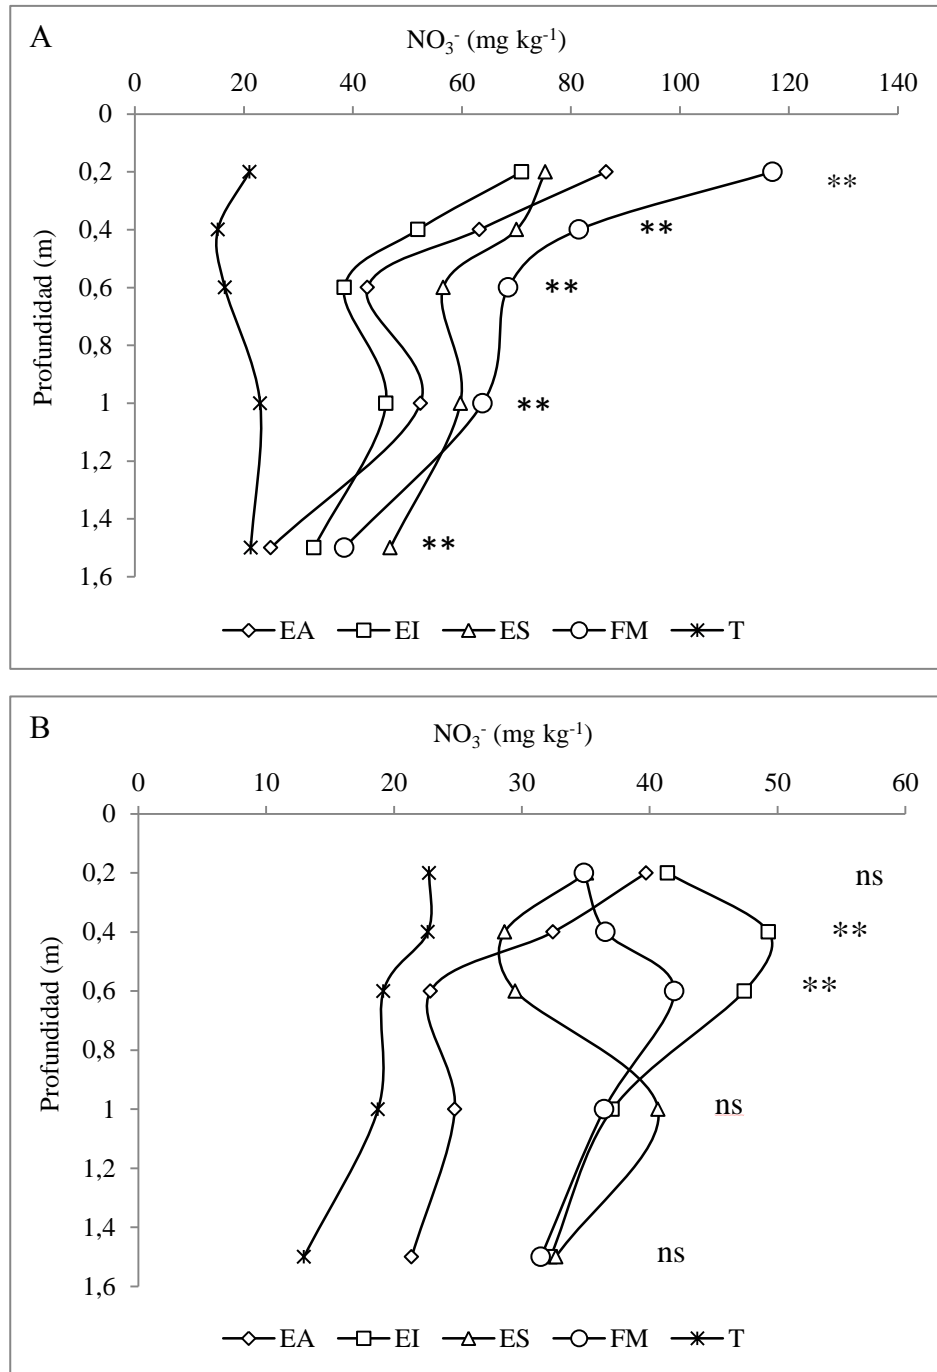 A
NO₃⁻ (mg kg⁻¹)
0 20 40 60 80 100 120 140
0
0,2
**
0,4
**
0,6
**
0,8
1
**
1,2
1,4
**
1,6
Profundidad (m)
EA EI ES FM T
B
NO₃⁻ (mg kg⁻¹)
0 10 20 30 40 50 60
0
0,2
ns
0,4
**
0,6
**
0,8
1
ns
1,2
1,4
ns
1,6
Profundidad (m)
EA EI ES FM T